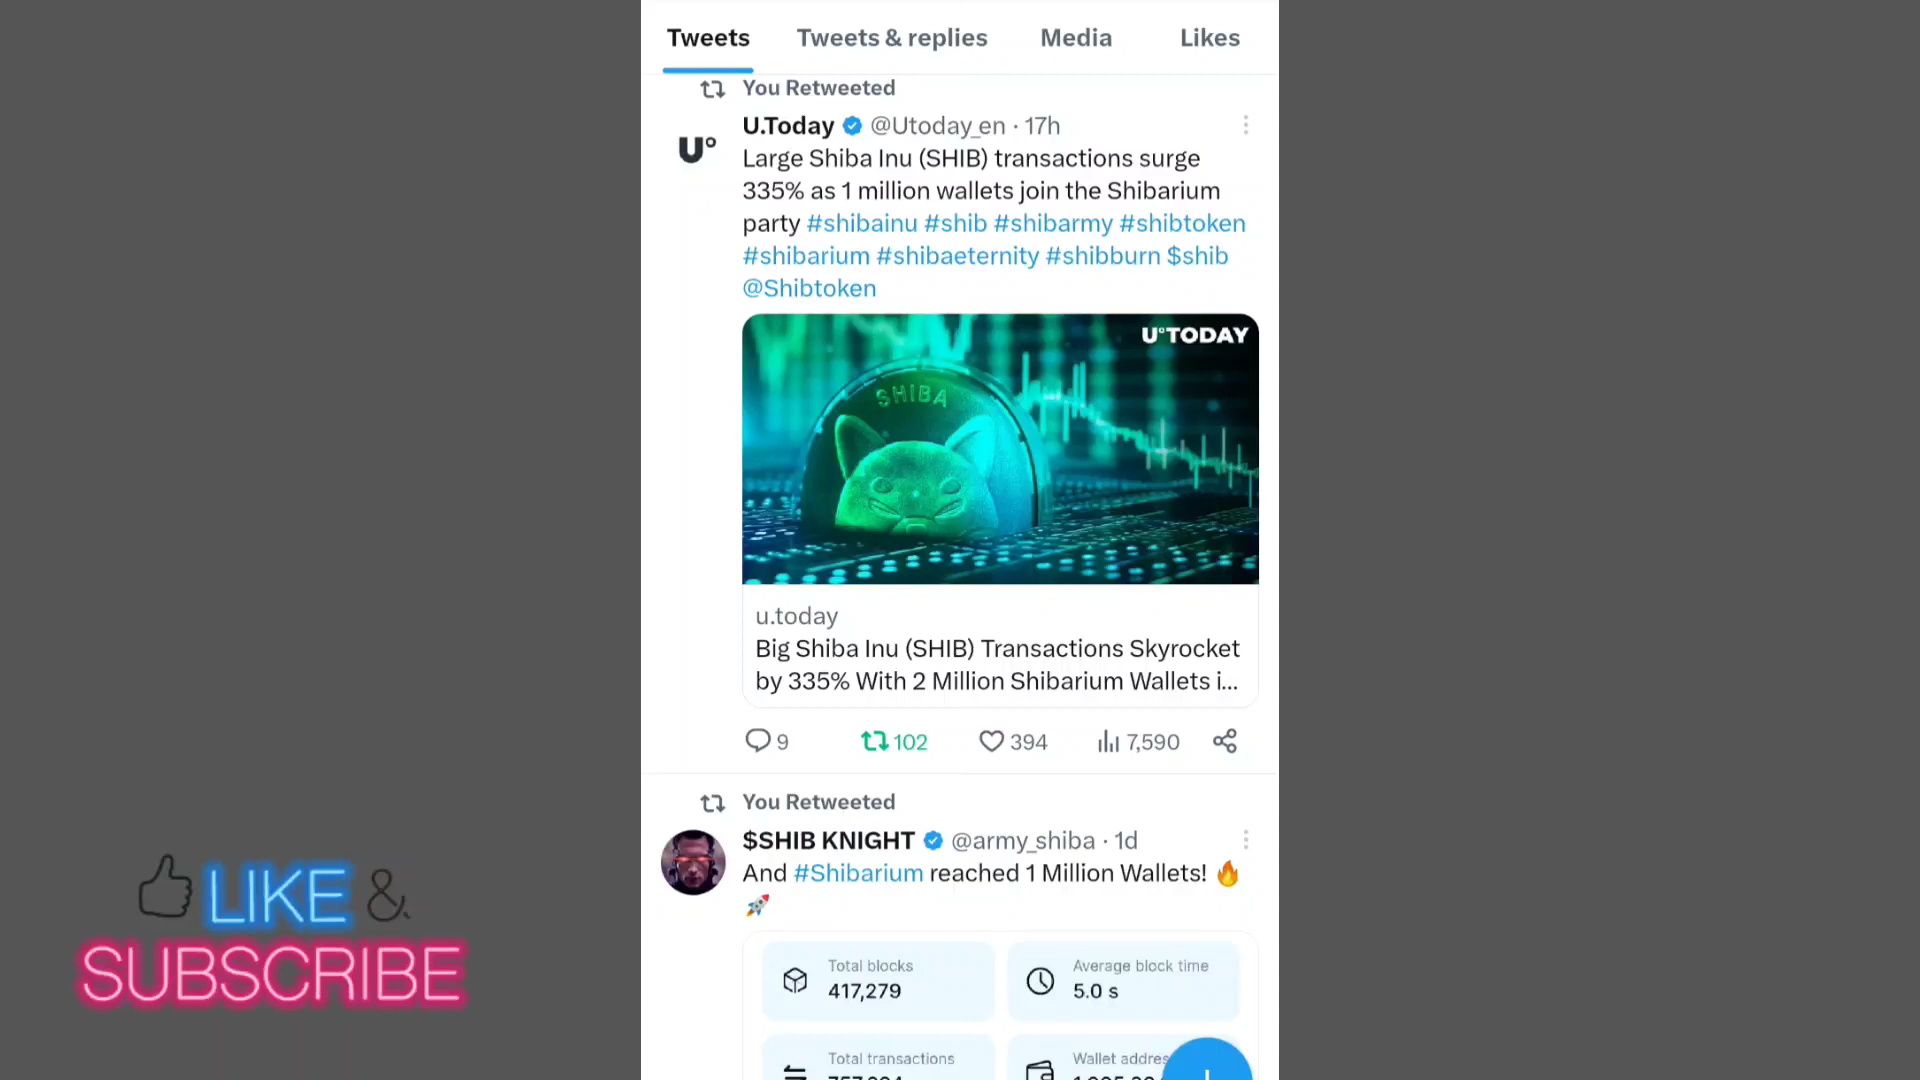 Tweets Tweets & replies Media Likes
You Retweeted
U.Today @Utoday_en · 17h
Uº
Large Shiba Inu (SHIB) transactions surge
335% as 1 million wallets join the Shibarium
party #shibainu #shib #shibarmy #shibtoken
#shibarium #shibaeternity #shibburn $shib
@Shibtoken
UºTODAY
SHIBA
u.today
Big Shiba Inu (SHIB) Transactions Skyrocket
by 335% With 2 Million Shibarium Wallets i...
9 102 394 7,590
You Retweeted
$SHIB KNIGHT @army_shiba · 1d
And #Shibarium reached 1 Million Wallets! 🔥
🚀
Total blocks
417,279
Average block time
5.0 s
Total transactions
Wallet
LIKE &
SUBSCRIBE